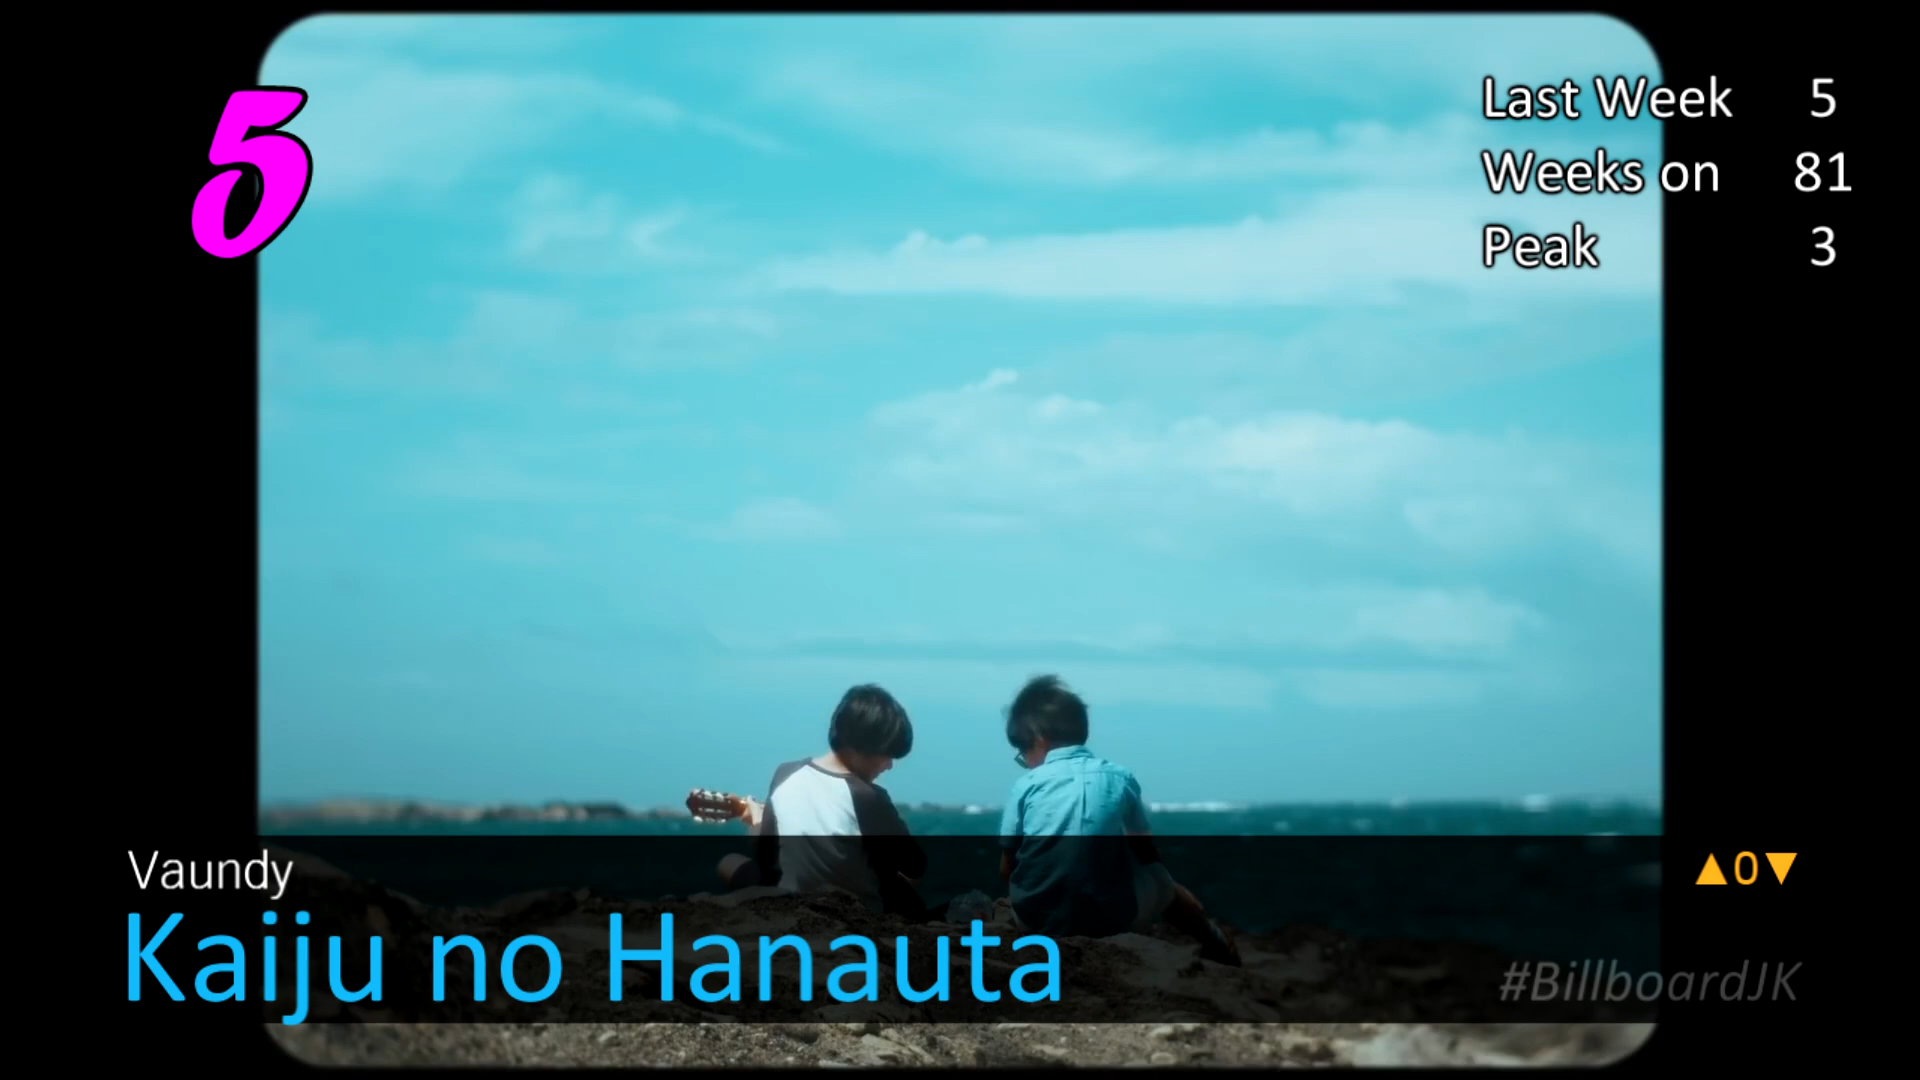 5
Last Week 5
Weeks on 81
Peak 3
Vaundy
▲0▼
Kaiju no Hanauta
#BillboardJK